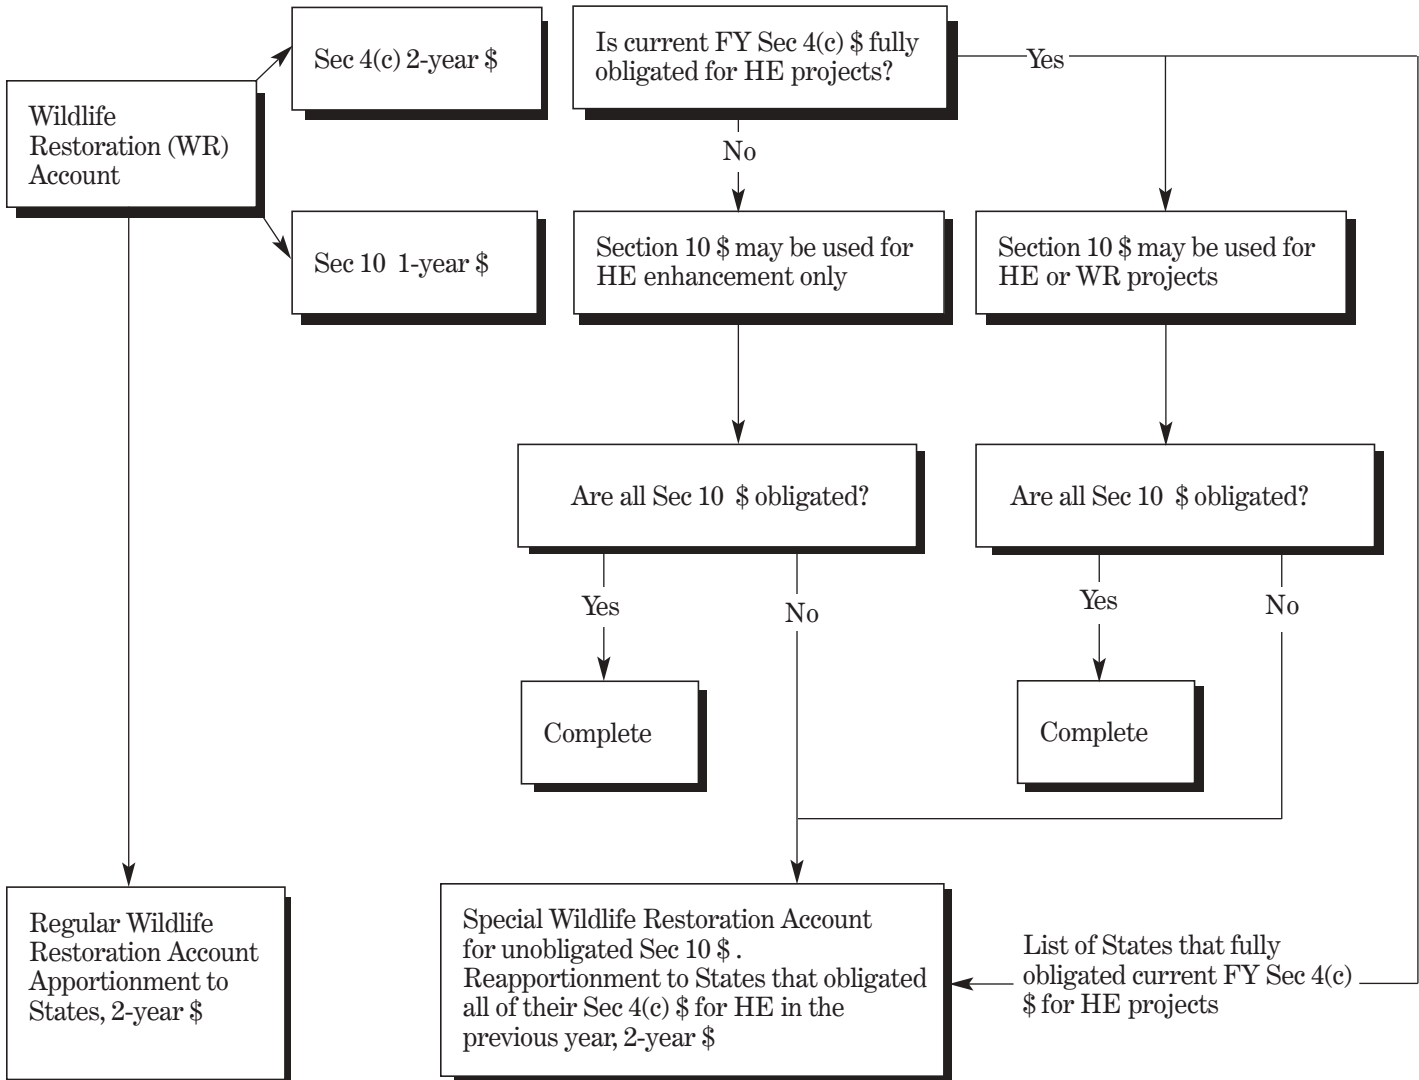 Sec 4(c) 2-year $
Is current FY Sec 4(c) $ fully
obligated for HE projects?
Yes
Wildlife
Restoration (WR)
Account
No
Sec 10 1-year $
Section 10 $ may be used for
HE enhancement only
Section 10 $ may be used for
HE or WR projects
Are all Sec 10 $ obligated?
Are all Sec 10 $ obligated?
Yes
No
Yes
No
Complete
Complete
Regular Wildlife
Restoration Account
Apportionment to
States, 2-year $
Special Wildlife Restoration Account
for unobligated Sec 10 $ .
Reapportionment to States that obligated
all of their Sec 4(c) $ for HE in the
previous year, 2-year $
List of States that fully
obligated current FY Sec 4(c)
$ for HE projects